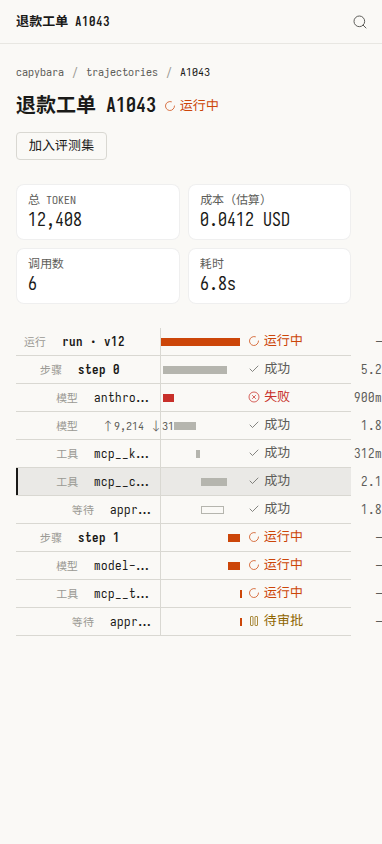 退款工单 A1043
capybara / trajectories / A1043
退款工单 A1043 运行中
加入评测集
总 TOKEN
12,408
成本（估算）
0.0412 USD
调用数
6
耗时
6.8s
运行 run · v12 运行中 —
步骤 step 0 成功 5.2
模型 anthro... 失败 900m
模型 ↑9,214 ↓31 成功 1.8
工具 mcp__k... 成功 312m
工具 mcp__c... 成功 2.1
等待 appr... 成功 1.8
步骤 step 1 运行中 —
模型 model-... 运行中 —
工具 mcp__t... 运行中 —
等待 appr... 待审批 —